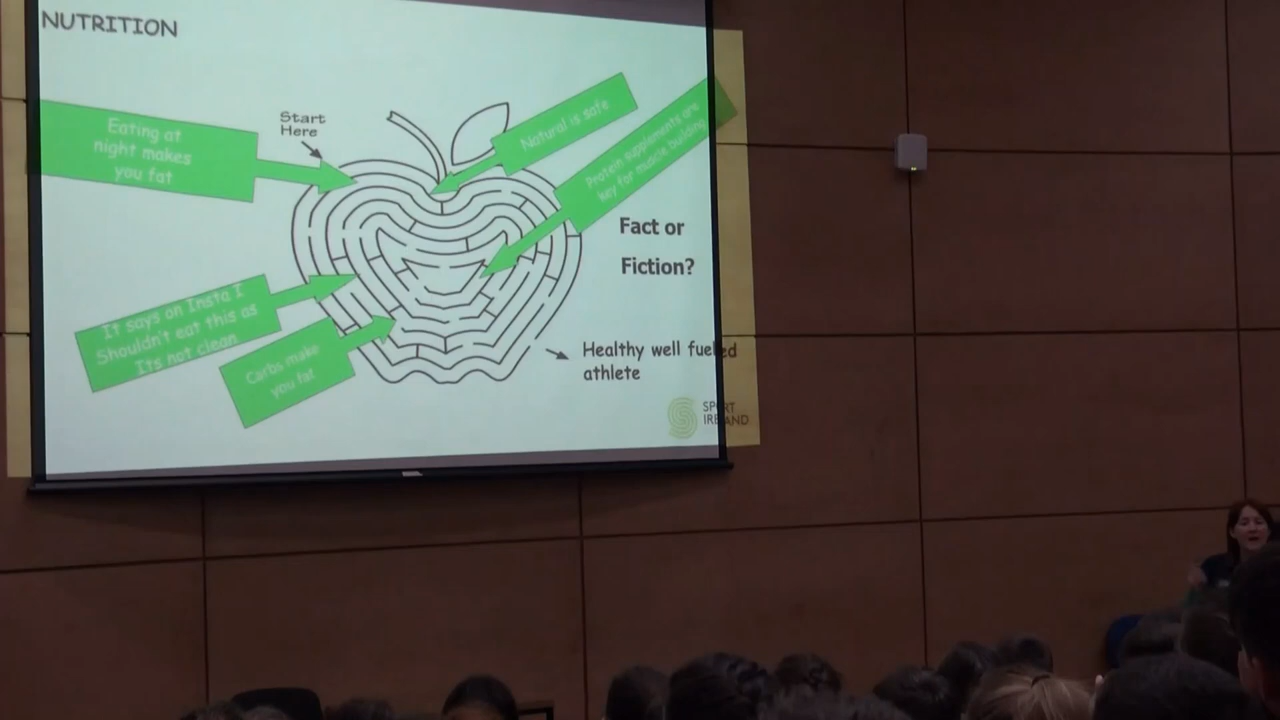 NUTRITION
Start
Here
Eating at
night makes
you fat
Natural is safe
Protein supplements are
key for muscle building
Fact or
Fiction?
It says on Insta I
Shouldn't eat this as
Its not clean
Carbs make
you fat
Healthy well fueled
athlete
SPORT
IRELAND